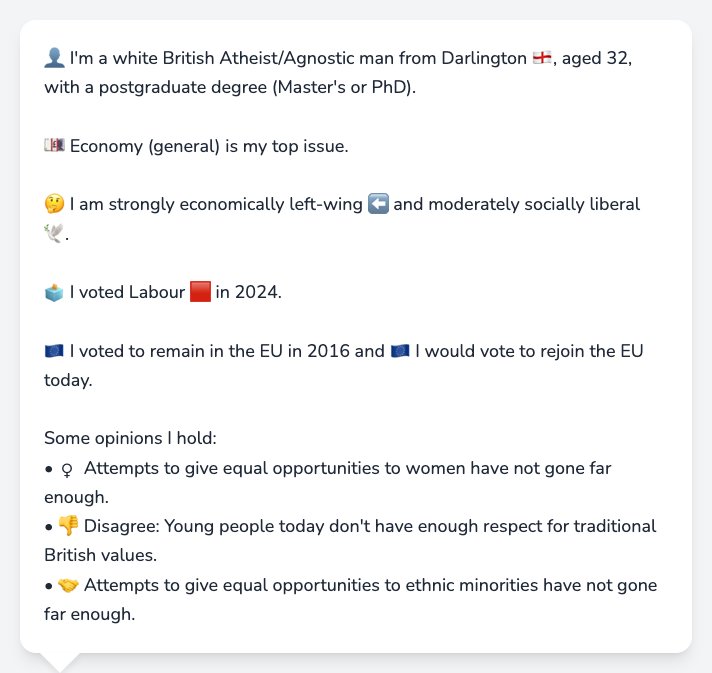 👤 I'm a white British Atheist/Agnostic man from Darlington 🏴󠁧󠁢󠁥󠁮󠁧󠁿, aged 32,
with a postgraduate degree (Master's or PhD).
💷 Economy (general) is my top issue.
🤔 I am strongly economically left-wing ⬅️ and moderately socially liberal
🕊️.
🗳️ I voted Labour 🟥 in 2024.
🇪🇺 I voted to remain in the EU in 2016 and 🇪🇺 I would vote to rejoin the EU
today.
Some opinions I hold:
• ♀ Attempts to give equal opportunities to women have not gone far
enough.
• 👎 Disagree: Young people today don't have enough respect for traditional
British values.
• 🤝 Attempts to give equal opportunities to ethnic minorities have not gone
far enough.